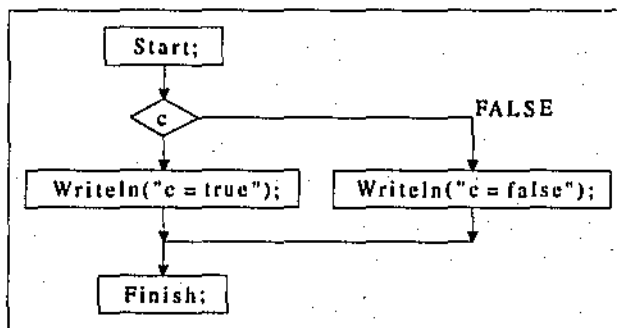 Start;
c
FALSE
Writeln("c = true");
Writeln("c = false");
Finish;